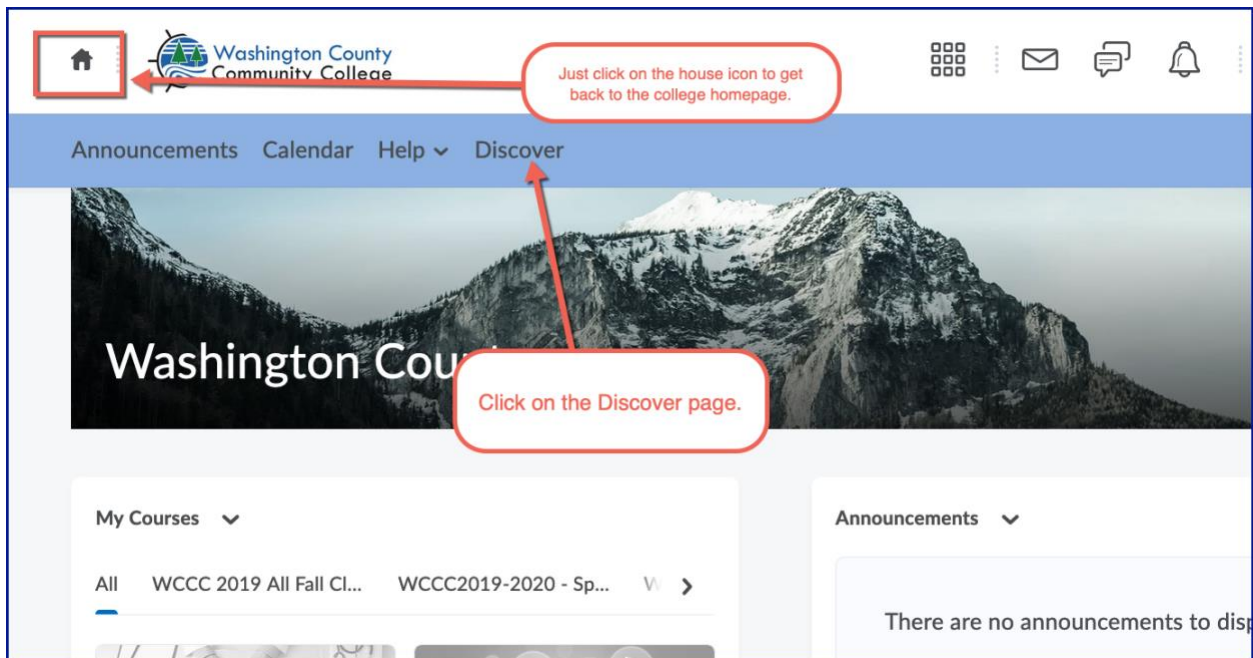 Washington County
Community College
Just click on the house icon to get
back to the college homepage.
Announcements Calendar Help Discover
Washington
Click on the Discover page.
My Courses
Announcements
All WCCC 2019 All Fall Cl... WCCC2019-2020 - Sp... W
There are no announcements to